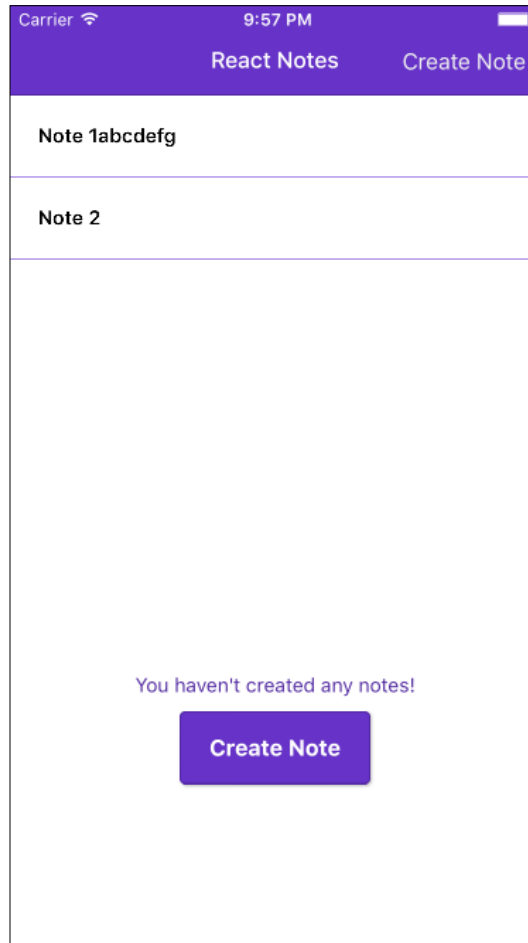 Carrier 9:57 PM
React Notes Create Note
Note 1abcdefg
Note 2
You haven't created any notes!
Create Note